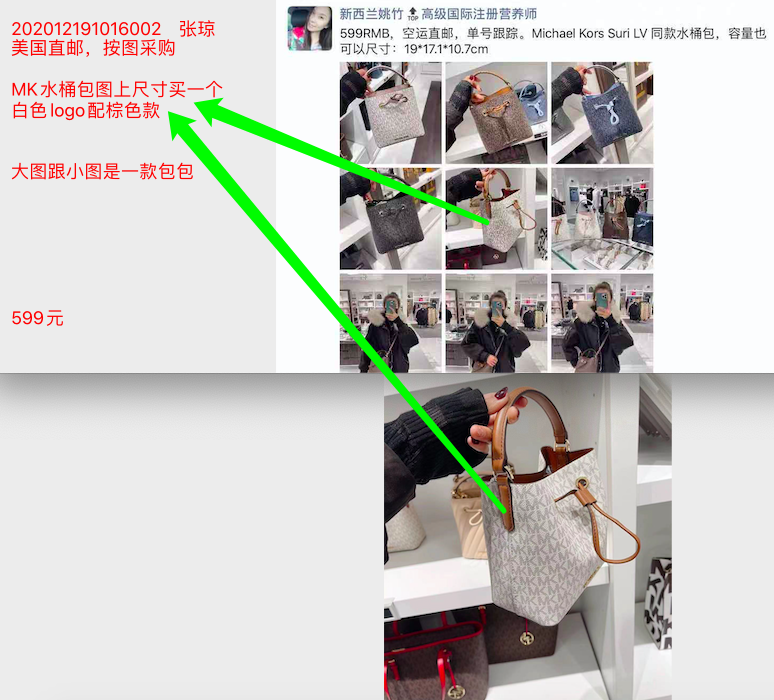 202012191016002 张琼
美国直邮，按图采购
MK水桶包图上尺寸买一个
白色logo配棕色款
大图跟小图是一款包包
599元
新西兰姚竹TOP高级国际注册营养师
599RMB，空运直邮，单号跟踪。Michael Kors Suri LV 同款水桶包，容量也
可以尺寸：19*17.1*10.7cm